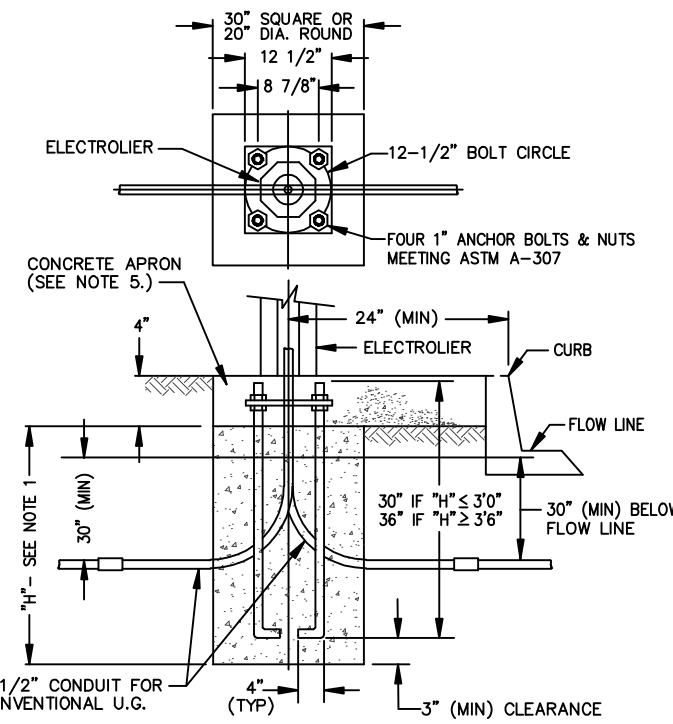 30" SQUARE OR
20" DIA. ROUND
12 1/2"
8 7/8"
ELECTROLIER
12-1/2" BOLT CIRCLE
FOUR 1" ANCHOR BOLTS & NUTS
MEETING ASTM A-307
CONCRETE APRON
(SEE NOTE 5.)
24" (MIN)
4"
ELECTROLIER
CURB
FLOW LINE
"H"- SEE NOTE 1
30" (MIN)
30" IF "H" ≤ 3'0"
36" IF "H" ≥ 3'6"
30" (MIN) BELOW
FLOW LINE
1/2" CONDUIT FOR
NVENTIONAL U.G.
4"
(TYP)
3" (MIN) CLEARANCE